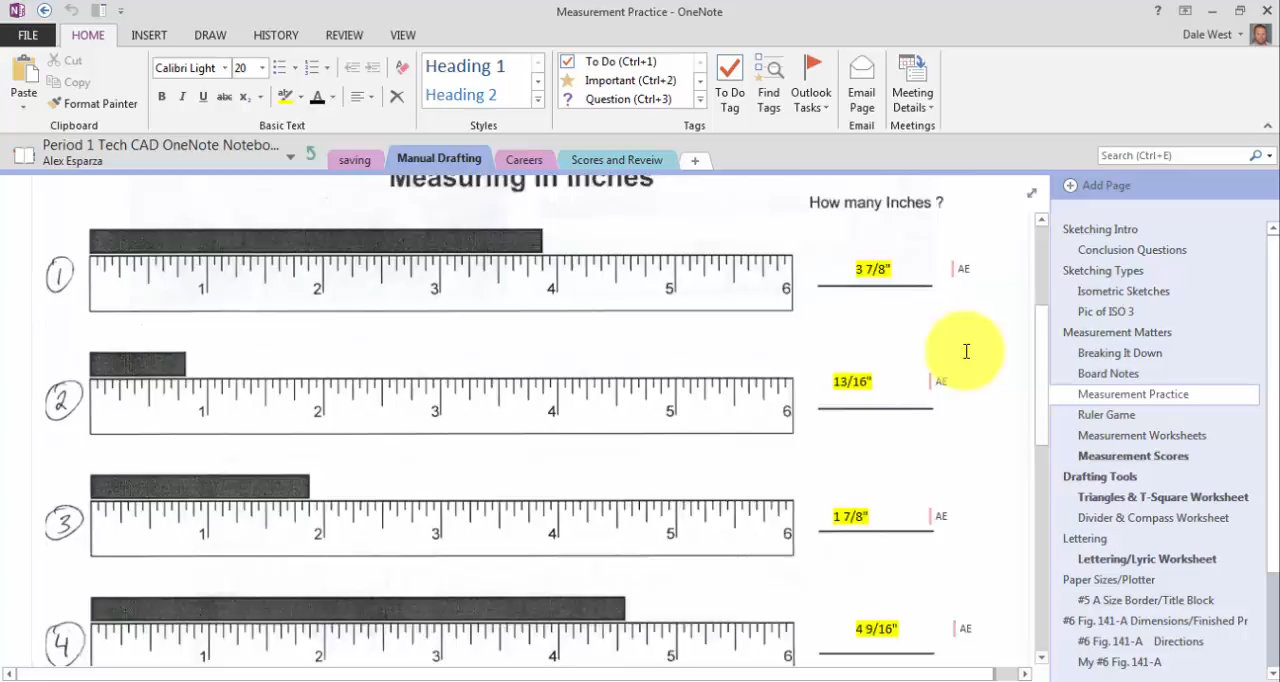 Measurement Practice - OneNote
?
FILE HOME INSERT DRAW HISTORY REVIEW VIEW
Dale West
Paste
Cut
Copy
Format Painter
Clipboard
Calibri Light 20
B I U abc X₂ A
Basic Text
Heading 1
Heading 2
Styles
To Do (Ctrl+1)
Important (Ctrl+2)
? Question (Ctrl+3)
To Do Tag
Find Tags
Outlook Tasks
Tags
Email Page
Email
Meeting Details
Meetings
Period 1 Tech CAD OneNote Notebo...
Alex Esparza
saving Manual Drafting Careers Scores and Reveiw +
Search (Ctrl+E)
Measuring in Inches
How many Inches ?
1
1 2 3 4 5 6
3 7/8" AE
2
1 2 3 4 5 6
13/16" AE
3
1 2 3 4 5 6
1 7/8" AE
4
1 2 3 4 5 6
4 9/16" AE
Add Page
Sketching Intro
Conclusion Questions
Sketching Types
Isometric Sketches
Pic of ISO 3
Measurement Matters
Breaking It Down
Board Notes
Measurement Practice
Ruler Game
Measurement Worksheets
Measurement Scores
Drafting Tools
Triangles & T-Square Worksheet
Divider & Compass Worksheet
Lettering
Lettering/Lyric Worksheet
Paper Sizes/Plotter
#5 A Size Border/Title Block
#6 Fig. 141-A Dimensions/Finished Pr
#6 Fig. 141-A Directions
My #6 Fig. 141-A